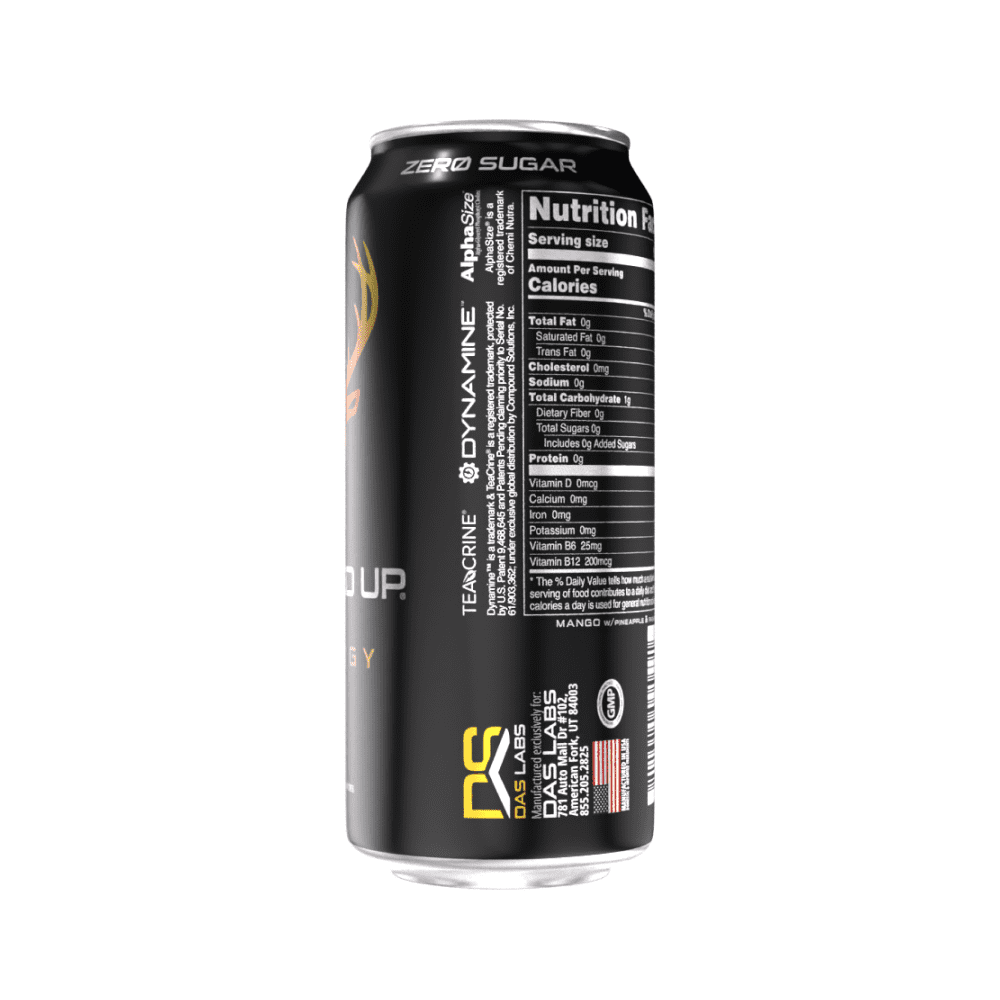 ZERØ SUGAR
D UP®
G Y
AlphaSize®
AlphaSize® is a
registered trademark
of Chemi Nutra.
DYNAMINE™
TEACRINE®
Dynamine™ is a trademark & TeaCrine® is a registered trademark, protected
by U.S. Patent 9,468,645 and Patents Pending claiming priority to Serial No.
61/903,362; under exclusive global distribution by Compound Solutions, Inc.
Nutrition
Serving size
Amount Per Serving
Calories
Total Fat 0g
Saturated Fat 0g
Trans Fat 0g
Cholesterol 0mg
Sodium 0g
Total Carbohydrate 1g
Dietary Fiber 0g
Total Sugars 0g
Includes 0g Added Sugars
Protein 0g
Vitamin D 0mcg
Calcium 0mg
Iron 0mg
Potassium 0mg
Vitamin B6 25mg
Vitamin B12 200mcg
* The % Daily Value tells how much
serving of food contributes to a daily
calories a day is used for general
MANGO W/PINEAPPLE &
DS
DAS LABS
Manufactured exclusively for:
DAS LABS
781 Auto Mall Dr #102,
American Fork, UT 84003
855.205.2825
GMP
MANUFACTURED IN USA